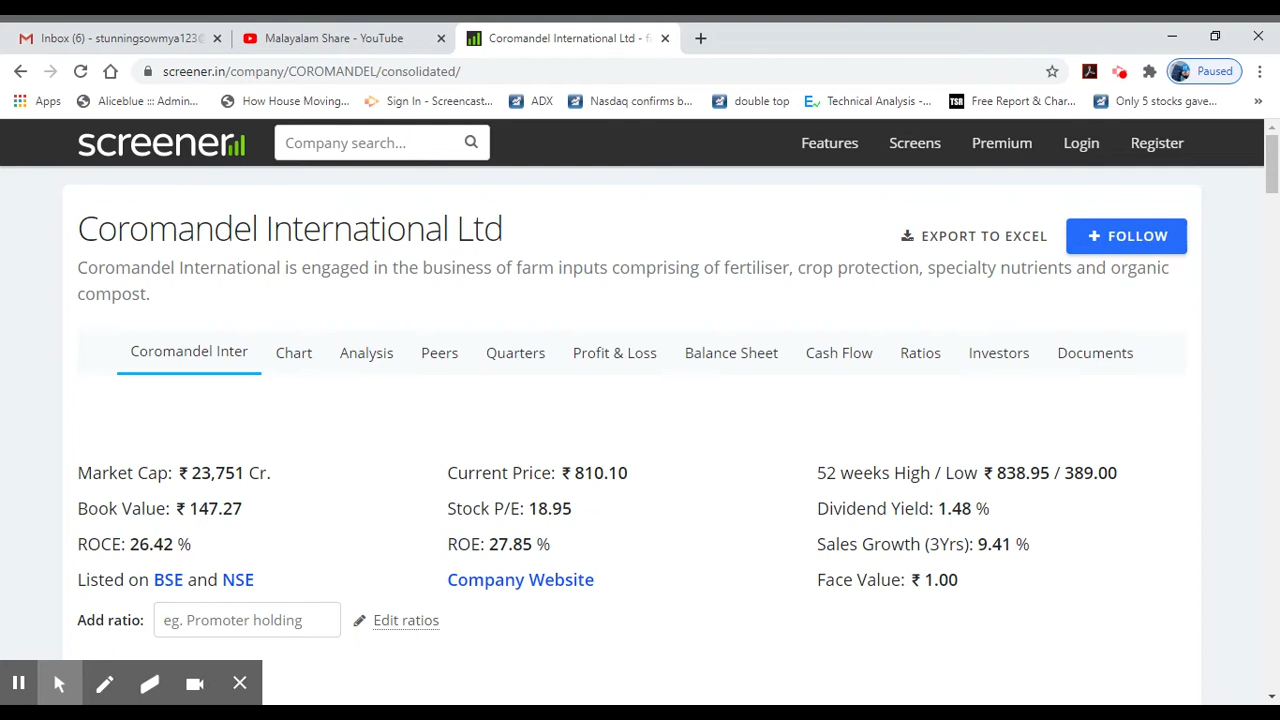 Inbox (6) - stunningsowmya123@
Malayalam Share - YouTube
Coromandel International Ltd - f
screener.in/company/COROMANDEL/consolidated/
Paused
Apps
Aliceblue ::: Admin...
How House Moving...
Sign In - Screencast...
ADX
Nasdaq confirms b...
double top
Technical Analysis -...
TSR
Free Report & Char...
Only 5 stocks gave...
»
screener
Company search...
Features
Screens
Premium
Login
Register
Coromandel International Ltd
EXPORT TO EXCEL
+ FOLLOW
Coromandel International is engaged in the business of farm inputs comprising of fertiliser, crop protection, specialty nutrients and organic
compost.
Coromandel Inter
Chart
Analysis
Peers
Quarters
Profit & Loss
Balance Sheet
Cash Flow
Ratios
Investors
Documents
Market Cap: ₹ 23,751 Cr.
Current Price: ₹ 810.10
52 weeks High / Low ₹ 838.95 / 389.00
Book Value: ₹ 147.27
Stock P/E: 18.95
Dividend Yield: 1.48 %
ROCE: 26.42 %
ROE: 27.85 %
Sales Growth (3Yrs): 9.41 %
Listed on BSE and NSE
Company Website
Face Value: ₹ 1.00
Add ratio:
eg. Promoter holding
Edit ratios